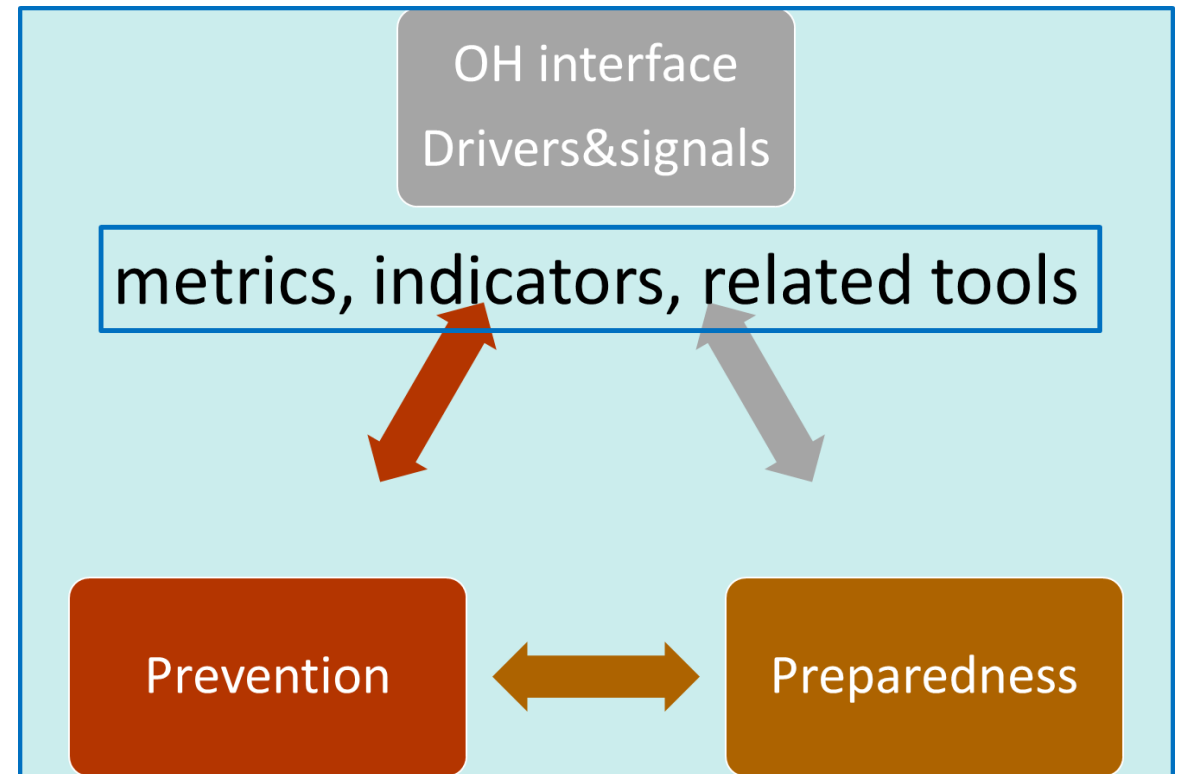 OH interface
Drivers&signals
metrics, indicators, related tools
Prevention
Preparedness